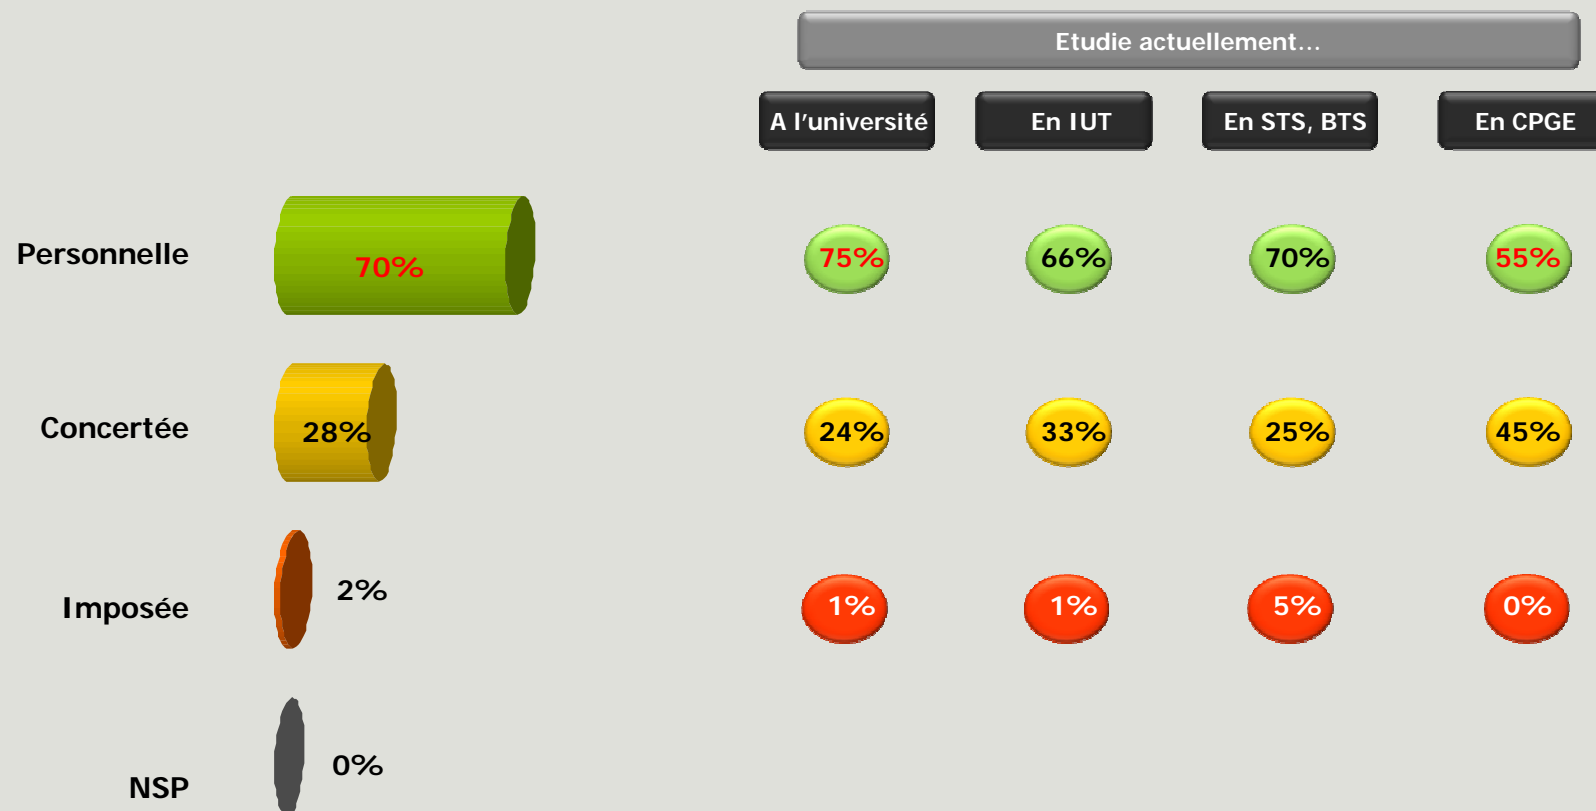 Etudie actuellement...
A l'université En IUT En STS, BTS En CPGE
Personnelle 70% 75% 66% 70% 55%
Concertée 28% 24% 33% 25% 45%
Imposée 2% 1% 1% 5% 0%
NSP 0%